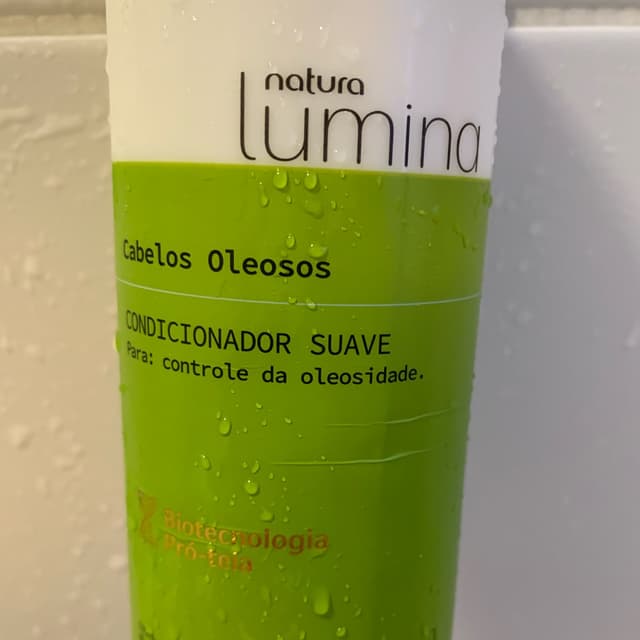 natura
lumina
Cabelos Oleosos
CONDICIONADOR SUAVE
Para: controle da oleosidade.
Biotecnologia
Pró-teia